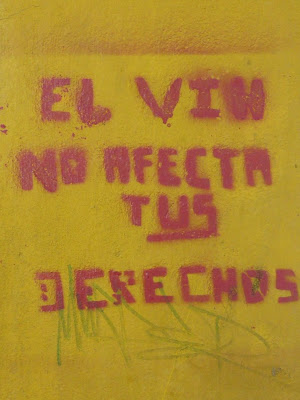 EL VIH
NO AFECTA
TUS
DERECHOS